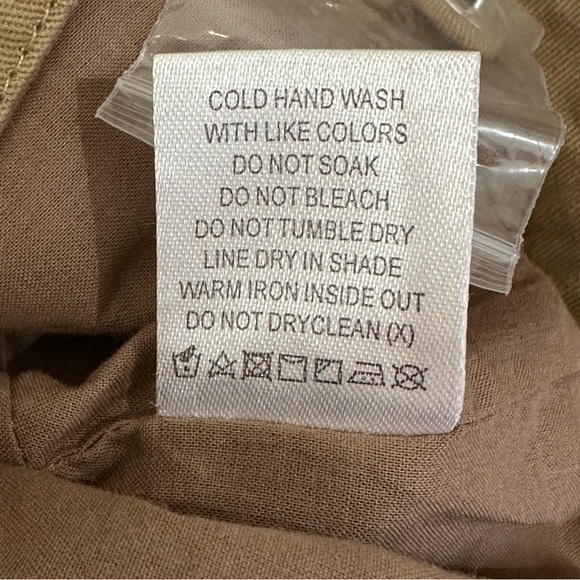 COLD HAND WASH
WITH LIKE COLORS
DO NOT SOAK
DO NOT BLEACH
DO NOT TUMBLE DRY
LINE DRY IN SHADE
WARM IRON INSIDE OUT
DO NOT DRYCLEAN (X)